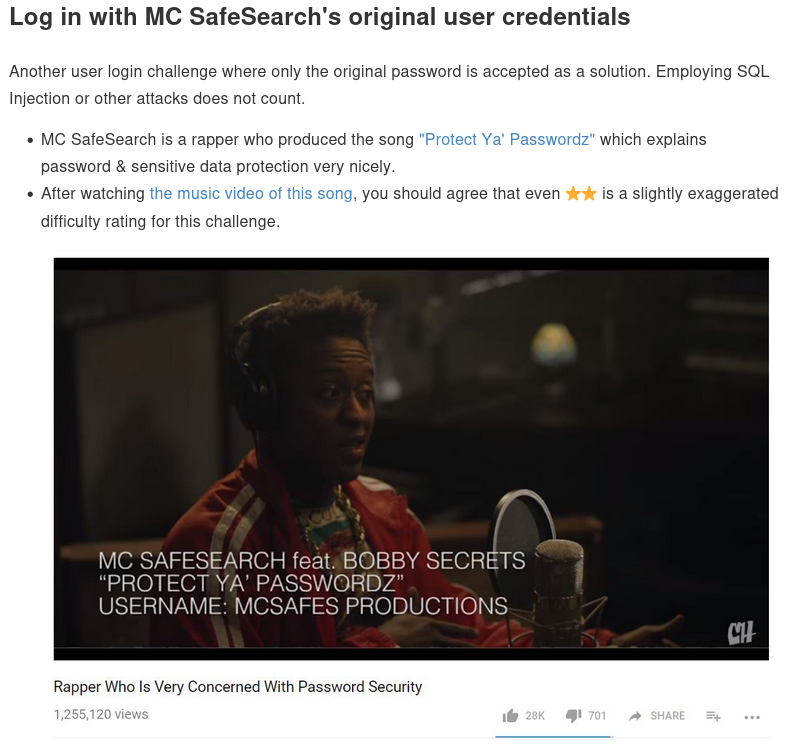 Log in with MC SafeSearch's original user credentials
Another user login challenge where only the original password is accepted as a solution. Employing SQL
Injection or other attacks does not count.
• MC SafeSearch is a rapper who produced the song "Protect Ya' Passwordz" which explains
password & sensitive data protection very nicely.
• After watching the music video of this song, you should agree that even ⭐⭐ is a slightly exaggerated
difficulty rating for this challenge.
MC SAFESEARCH feat. BOBBY SECRETS
“PROTECT YA’ PASSWORDZ”
USERNAME: MCSAFES PRODUCTIONS
CH
Rapper Who Is Very Concerned With Password Security
1,255,120 views 28K 701 SHARE